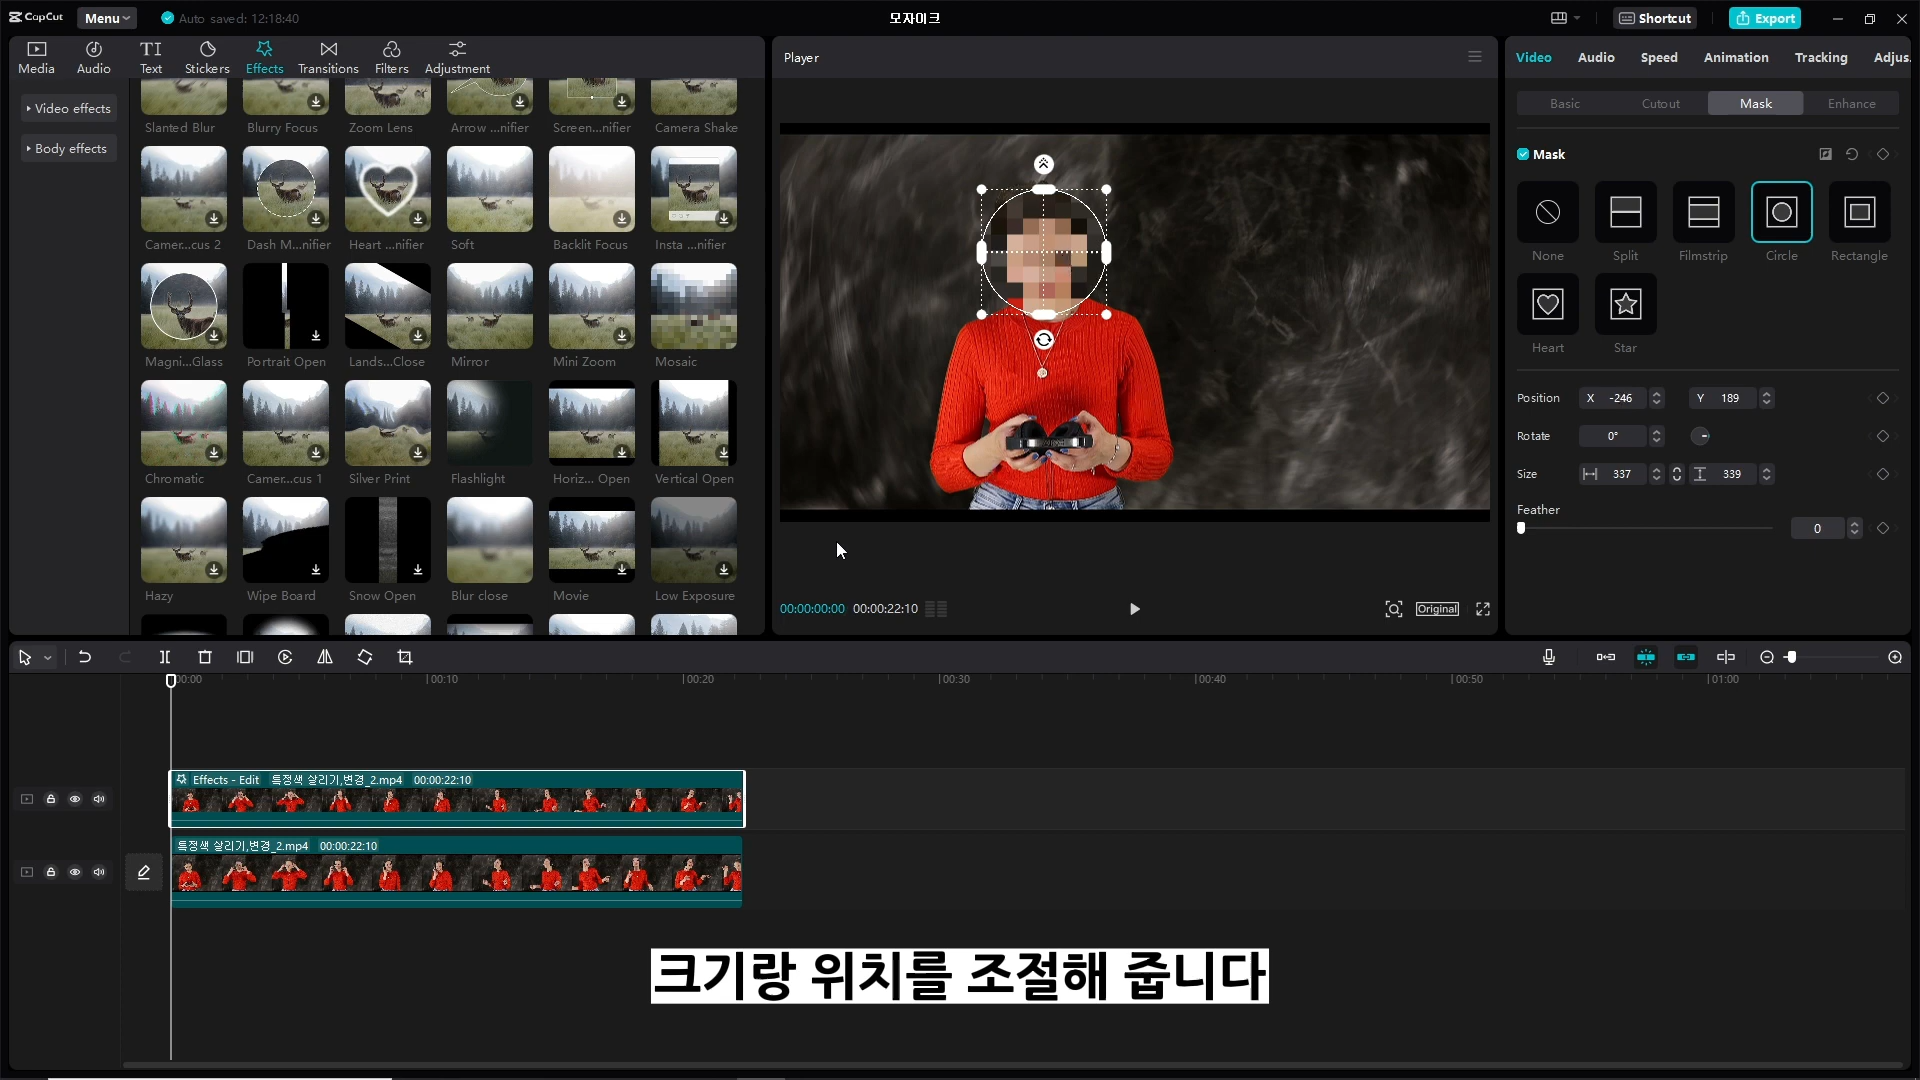 CapCut
Menu
Auto saved: 12:18:40
모자이크
Shortcut
Export
Media
Audio
Text
Stickers
Effects
Transitions
Filters
Adjustment
Video effects
Body effects
Slanted Blur
Blurry Focus
Zoom Lens
Arrow ...nifier
Screen...nifier
Camera Shake
Camer...cus 2
Dash M...nifier
Heart ...nifier
Soft
Backlit Focus
Insta ...nifier
Magni...Glass
Portrait Open
Lands...Close
Mirror
Mini Zoom
Mosaic
Chromatic
Camer...cus 1
Silver Print
Flashlight
Horiz... Open
Vertical Open
Hazy
Wipe Board
Snow Open
Blur close
Movie
Low Exposure
Player
00:00:00:00
00:00:22:10
Original
Video
Audio
Speed
Animation
Tracking
Adjus.
Basic
Cutout
Mask
Enhance
Mask
None
Split
Filmstrip
Circle
Rectangle
Heart
Star
Position X -246 Y 189
Rotate 0°
Size 337 339
Feather
0
00:00
00:10
00:20
00:30
00:40
00:50
01:00
Effects - Edit 특정색 살리기,변경_2.mp4 00:00:22:10
특정색 살리기,변경_2.mp4 00:00:22:10
크기랑 위치를 조절해 줍니다